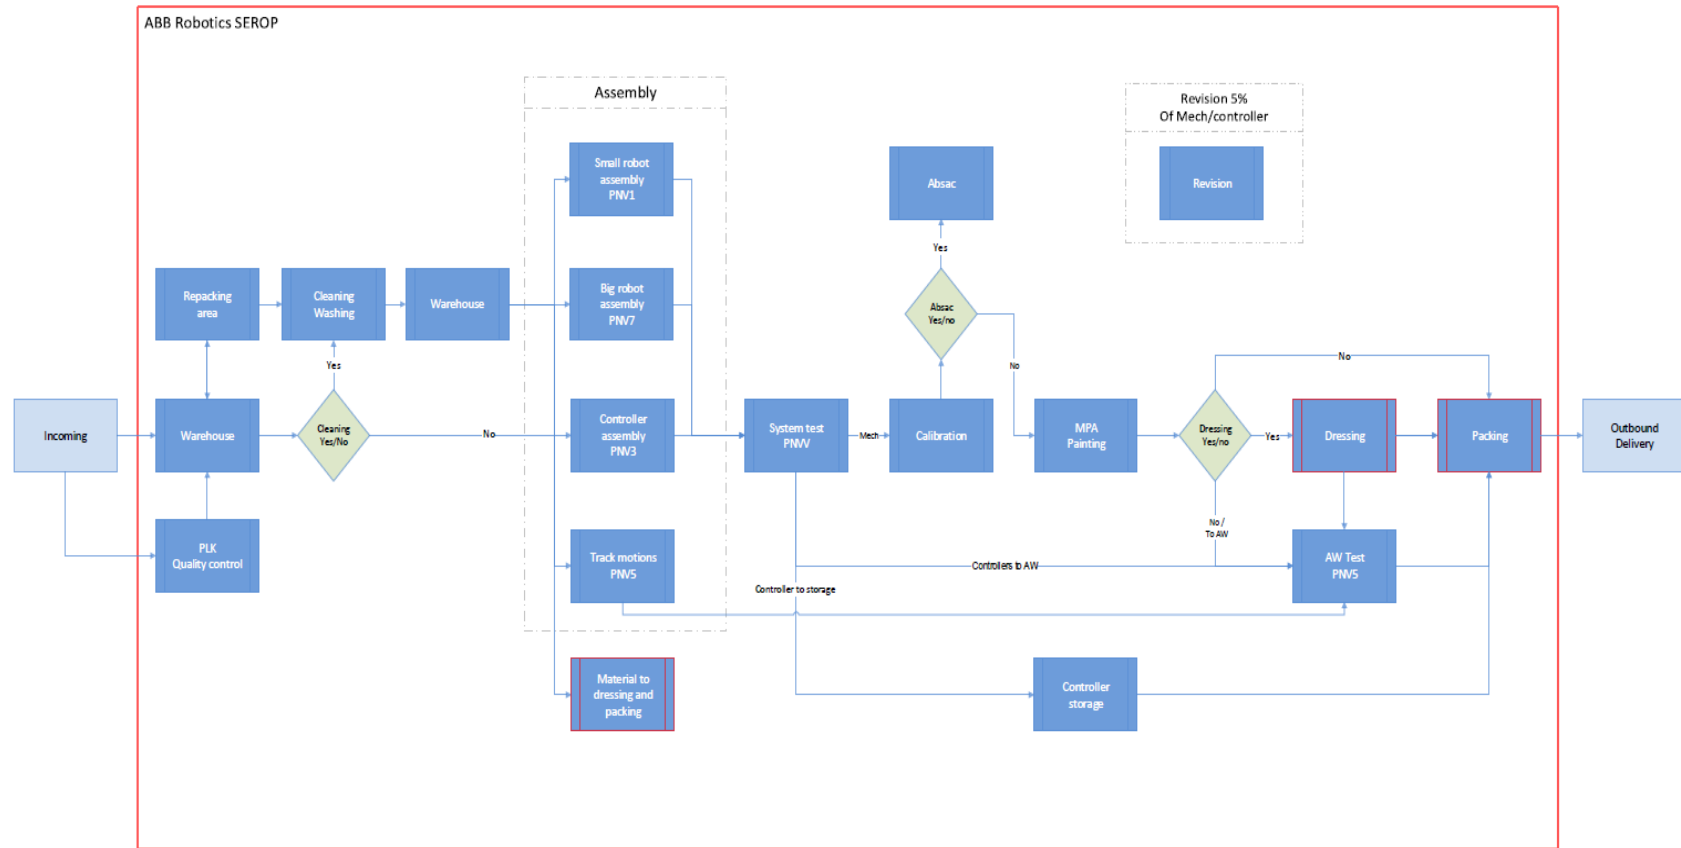 ABB Robotics SEROP
Assembly
Revision 5%
Of Mech/controller
Small robot
assembly
PNV1
Absac
Revision
Yes
Repacking
area
Cleaning
Washing
Warehouse
Big robot
assembly
PNV7
Absac
Yes/no
Yes
No
No
Incoming
Warehouse
Cleaning
Yes/No
No
Controller
assembly
PNV3
System test
PNVV
Mech
Calibration
MPA
Painting
Dressing
Yes/no
Yes
Dressing
Packing
Outbound
Delivery
No /
To AW
PLK
Quality control
Track motions
PNV5
Controllers to AW
AW Test
PNV5
Controller to storage
Material to
dressing and
packing
Controller
storage